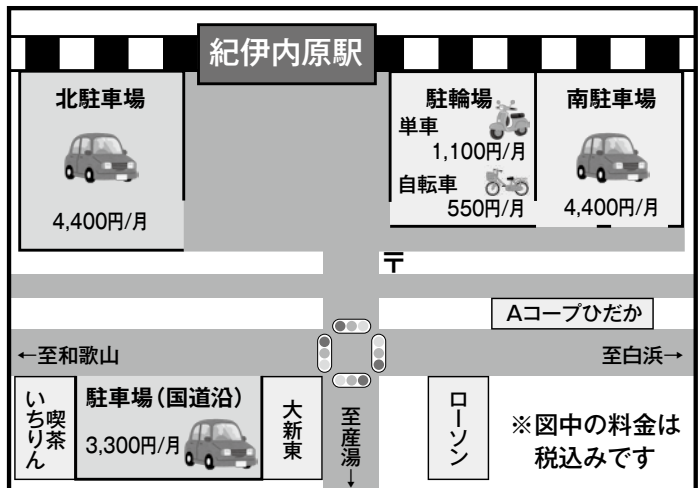 紀伊内原駅
北駐車場
4,400円/月
駐輪場
単車
1,100円/月
自転車
550円/月
南駐車場
4,400円/月
〒
Aコープひだか
←至和歌山
至白浜→
喫茶
いちりん
駐車場（国道沿）
3,300円/月
大新東
至産湯→
ローソン
※図中の料金は
税込みです